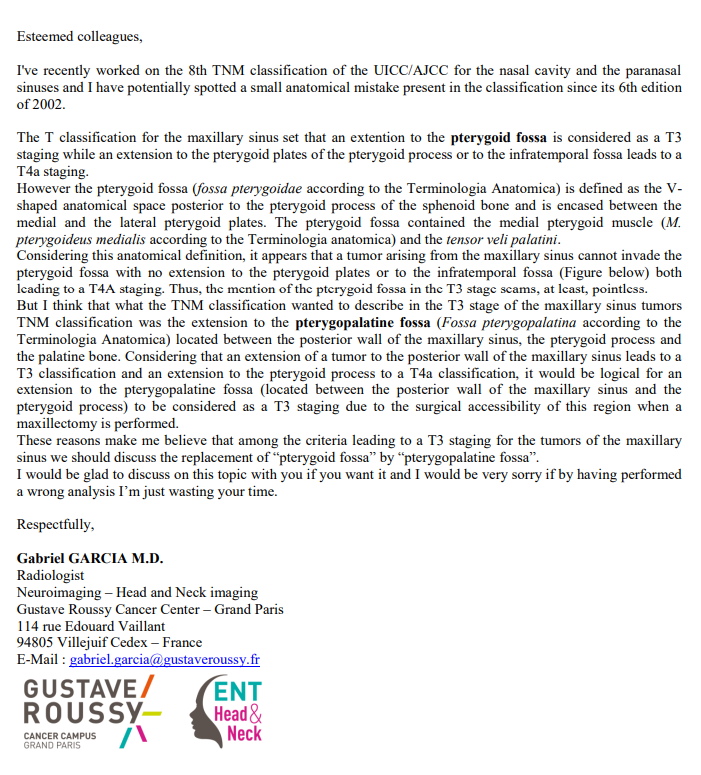 Esteemed colleagues,
I've recently worked on the 8th TNM classification of the UICC/AJCC for the nasal cavity and the paranasal
sinuses and I have potentially spotted a small anatomical mistake present in the classification since its 6th edition
of 2002.
The T classification for the maxillary sinus set that an extention to the pterygoid fossa is considered as a T3
staging while an extension to the pterygoid plates of the pterygoid process or to the infratemporal fossa leads to a
T4a staging.
However the pterygoid fossa (fossa pterygoidae according to the Terminologia Anatomica) is defined as the V-
shaped anatomical space posterior to the pterygoid process of the sphenoid bone and is encased between the
medial and the lateral pterygoid plates. The pterygoid fossa contained the medial pterygoid muscle (M.
pterygoideus medialis according to the Terminologia anatomica) and the tensor veli palatini.
Considering this anatomical definition, it appears that a tumor arising from the maxillary sinus cannot invade the
pterygoid fossa with no extension to the pterygoid plates or to the infratemporal fossa (Figure below) both
leading to a T4A staging. Thus, the mention of the pterygoid fossa in the T3 stage seams, at least, pointless.
But I think that what the TNM classification wanted to describe in the T3 stage of the maxillary sinus tumors
TNM classification was the extension to the pterygopalatine fossa (Fossa pterygopalatina according to the
Terminologia Anatomica) located between the posterior wall of the maxillary sinus, the pterygoid process and
the palatine bone. Considering that an extension of a tumor to the posterior wall of the maxillary sinus leads to a
T3 classification and an extension to the pterygoid process to a T4a classification, it would be logical for an
extension to the pterygopalatine fossa (located between the posterior wall of the maxillary sinus and the
pterygoid process) to be considered as a T3 staging due to the surgical accessibility of this region when a
maxillectomy is performed.
These reasons make me believe that among the criteria leading to a T3 staging for the tumors of the maxillary
sinus we should discuss the replacement of “pterygoid fossa” by “pterygopalatine fossa”.
I would be glad to discuss on this topic with you if you want it and I would be very sorry if by having performed
a wrong analysis I’m just wasting your time.
Respectfully,
Gabriel GARCIA M.D.
Radiologist
Neuroimaging – Head and Neck imaging
Gustave Roussy Cancer Center – Grand Paris
114 rue Edouard Vaillant
94805 Villejuif Cedex – France
E-Mail : gabriel.garcia@gustaveroussy.fr
GUSTAVE/
ROUSSY
CANCER CAMPUS
GRAND PARIS
ENT
Head &
Neck